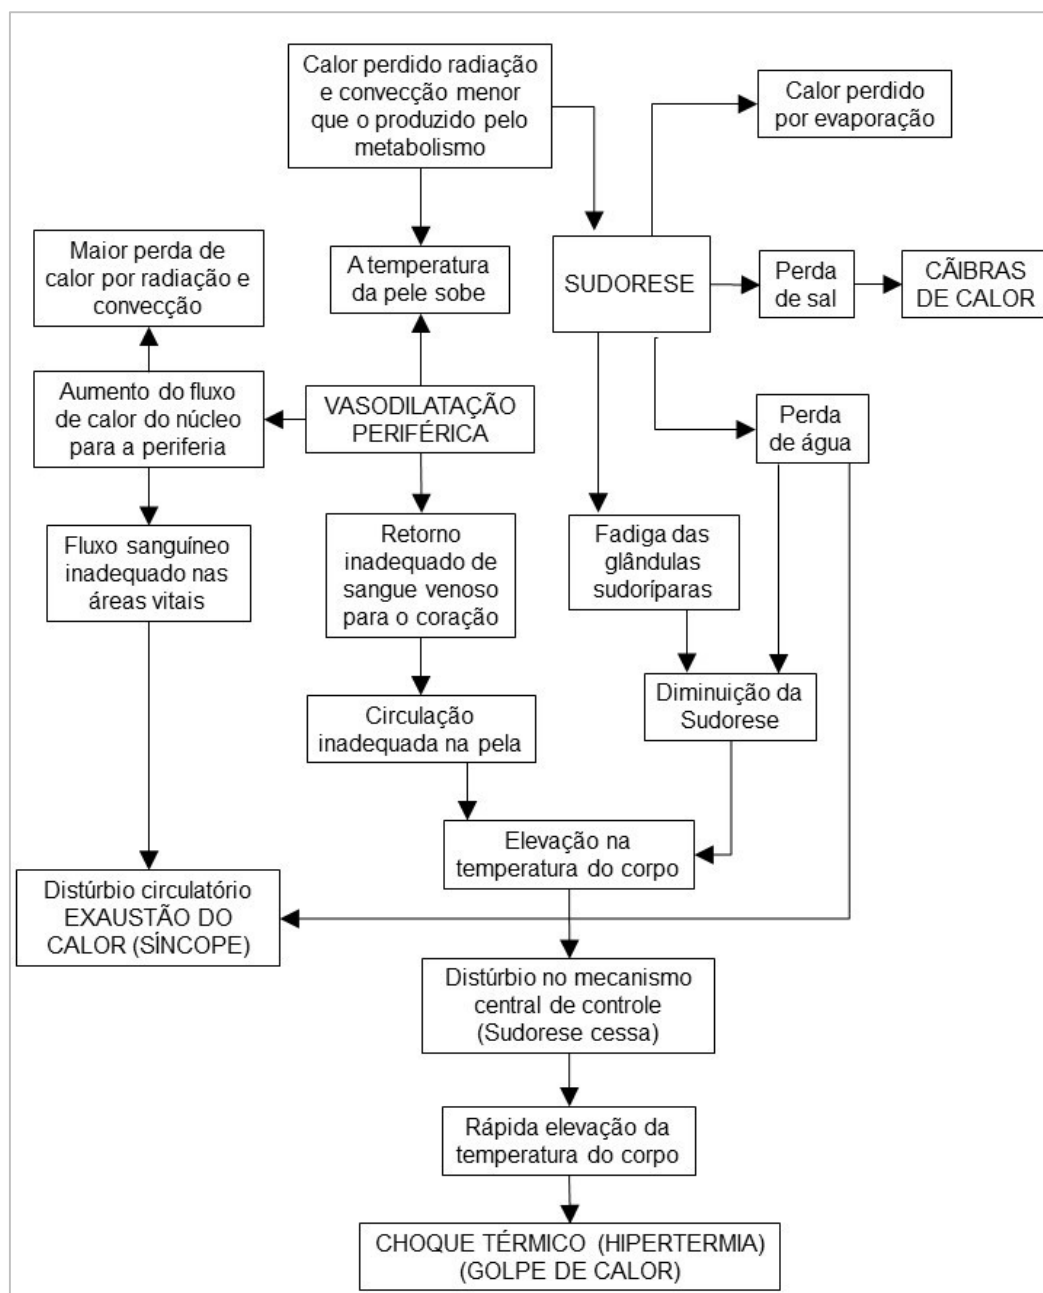 Calor perdido radiação
e convecção menor
que o produzido pelo
metabolismo
Calor perdido
por evaporação
Maior perda de
calor por radiação e
convecção
A temperatura
da pele sobe
SUDORESE
Perda
de sal
CÃIBRAS
DE CALOR
Aumento do fluxo
de calor do núcleo
para a periferia
VASODILATAÇÃO
PERIFÉRICA
Perda
de água
Fluxo sanguíneo
inadequado nas
áreas vitais
Retorno
inadequado de
sangue venoso
para o coração
Fadiga das
glândulas
sudoríparas
Circulação
inadequada na pela
Diminuição da
Sudorese
Elevação na
temperatura do corpo
Distúrbio circulatório
EXAUSTÃO DO
CALOR (SÍNCOPE)
Distúrbio no mecanismo
central de controle
(Sudorese cessa)
Rápida elevação da
temperatura do corpo
CHOQUE TÉRMICO (HIPERTERMIA)
(GOLPE DE CALOR)